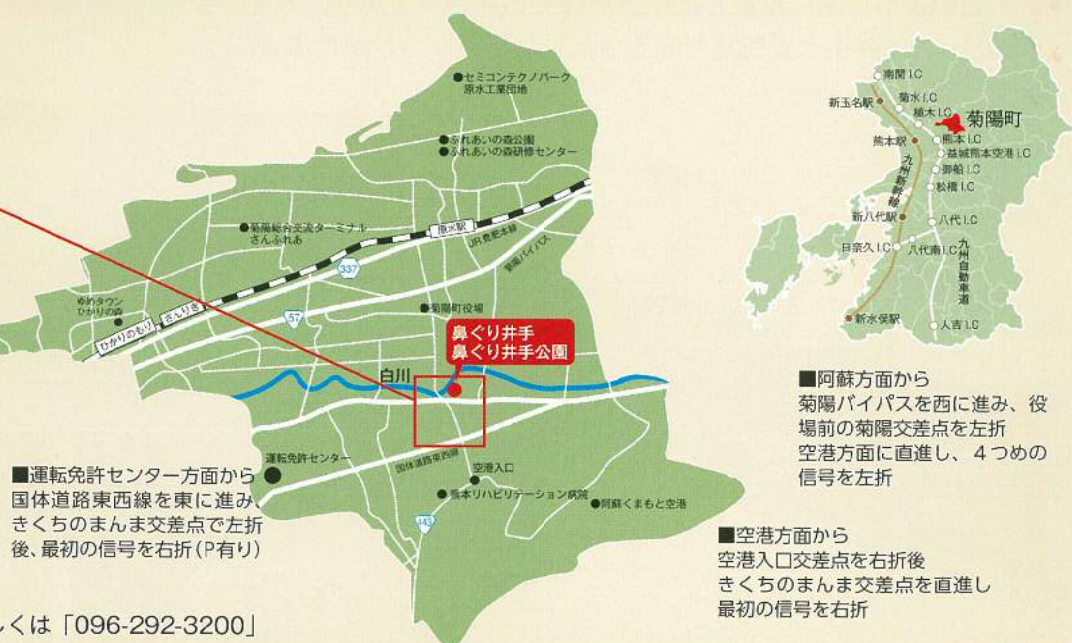 セミコンテクノパーク
原水工業団地
ふれあいの森公園
ふれあいの森研修センター
菊陽総合交流ターミナル
さんふれあ
原水駅
JR豊肥本線
菊陽バイパス
337
ゆめタウン
ひかりの森
ひかりのもり
さんりぎ
57
菊陽町役場
鼻ぐり井手
鼻ぐり井手公園
白川
運転免許センター
国体道路東西線
空港入口
熊本リハビリテーション病院
阿蘇くまもと空港
443
■運転免許センター方面から
国体道路東西線を東に進み、
きくちのまんま交差点で左折
後、最初の信号を右折(P有り)
しくは「096-292-3200」
南関I.C
新玉名駅
菊水I.C
植木I.C
菊陽町
熊本駅
熊本I.C
益城熊本空港I.C
御船I.C
九州新幹線
松橋I.C
新八代駅
八代I.C
日奈久I.C
八代南I.C
九州自動車道
新水俣駅
人吉I.C
■阿蘇方面から
菊陽バイパスを西に進み、役
場前の菊陽交差点を左折
空港方面に直進し、４つめの
信号を左折
■空港方面から
空港入口交差点を右折後
きくちのまんま交差点を直進し
最初の信号を右折